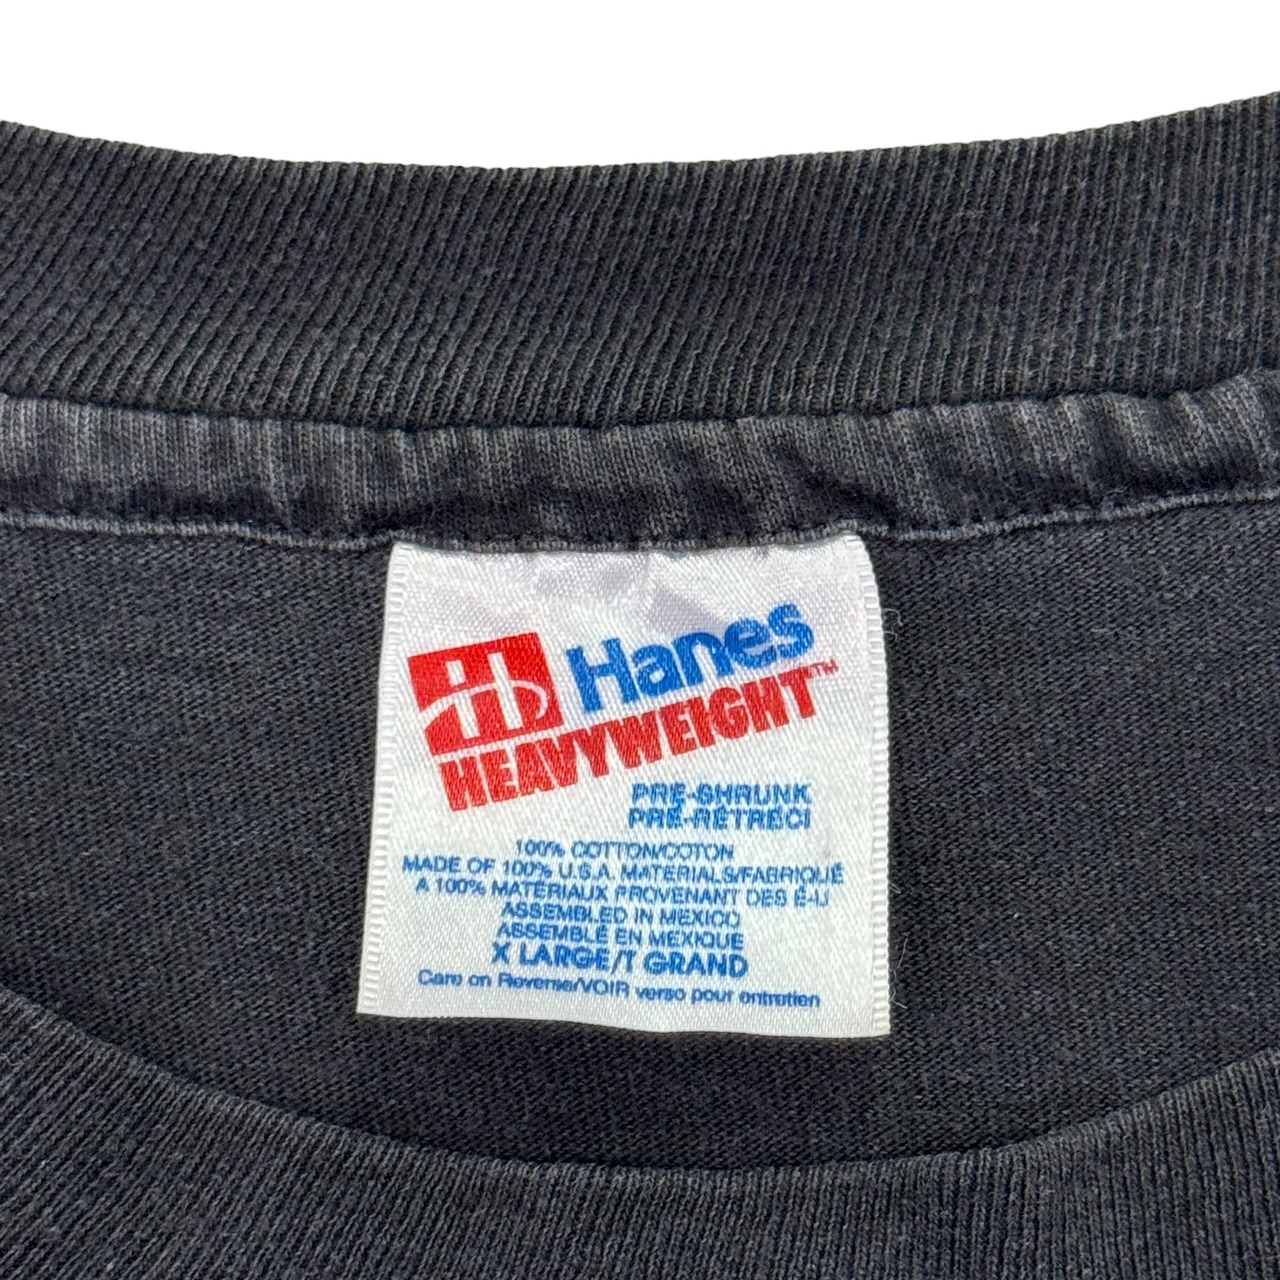 Hanes
HEAVYWEIGHT™
PRE-SHRUNK
PRÉ-RÉTRÉCI
100% COTTON/COTON
MADE OF 100% U.S.A. MATERIALS/FABRIQUÉ
A 100% MATÉRIAUX PROVENANT DES É-U
ASSEMBLED IN MEXICO
ASSEMBLÉ EN MEXIQUE
X LARGE/T GRAND
Care on Reverse/VOIR verso pour entretien